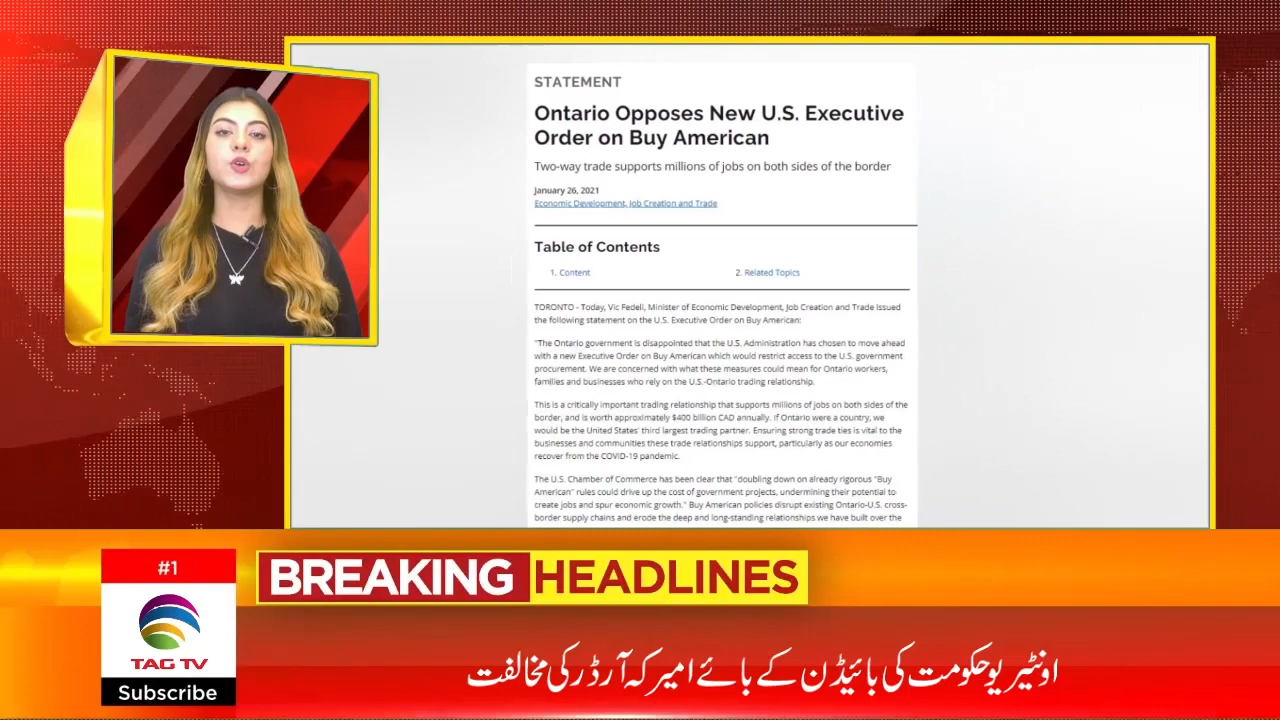 STATEMENT
Ontario Opposes New U.S. Executive
Order on Buy American
Two-way trade supports millions of jobs on both sides of the border
January 26, 2021
Economic Development, Job Creation and Trade
Table of Contents
1. Content
2. Related Topics
TORONTO - Today, Vic Fedeli, Minister of Economic Development, Job Creation and Trade issued
the following statement on the U.S. Executive Order on Buy American:
"The Ontario government is disappointed that the U.S. Administration has chosen to move ahead
with a new Executive Order on Buy American which would restrict access to the U.S. government
procurement. We are concerned with what these measures could mean for Ontario workers,
families and businesses who rely on the U.S.-Ontario trading relationship.
This is a critically important trading relationship that supports millions of jobs on both sides of the
border, and is worth approximately $400 billion CAD annually. If Ontario were a country, we
would be the United States' third largest trading partner. Ensuring strong trade ties is vital to the
businesses and communities these trade relationships support, particularly as our economies
recover from the COVID-19 pandemic.
The U.S. Chamber of Commerce has been clear that "doubling down on already rigorous "Buy
American" rules could drive up the cost of government projects, undermining their potential to
create jobs and spur economic growth." Buy American policies disrupt existing Ontario-U.S. cross-
border supply chains and erode the deep and long-standing relationships we have built over the
#1
TAG TV
Subscribe
BREAKING HEADLINES
اونٹیریو حکومت کی بائیڈن کے بائے امیرکہ آرڈر کی مخالفت